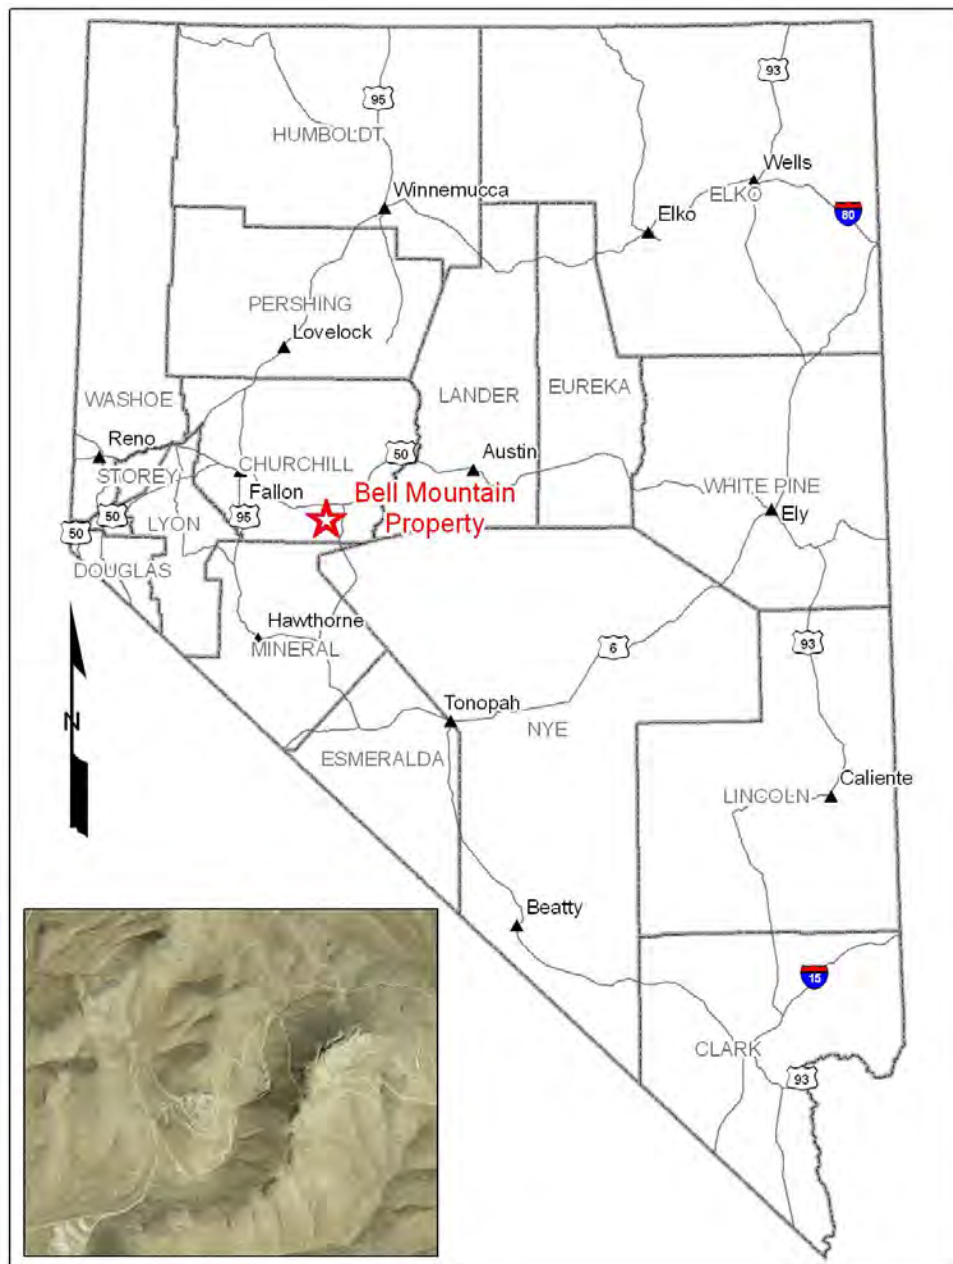 93
95
HUMBOLDT
Wells
ELKO
Winnemucca
Elko
80
PERSHING
Lovelock
WASHOE
LANDER
EUREKA
Reno
50
Austin
CHURCHILL
STOREY
Fallon
WHITE PINE
Bell Mountain
Property
Ely
50
LYON
95
50
DOUGLAS
Hawthorne
MINERAL
6
93
N
Tonopah
NYE
ESMERALDA
Caliente
LINCOLN
Beatty
15
CLARK
93